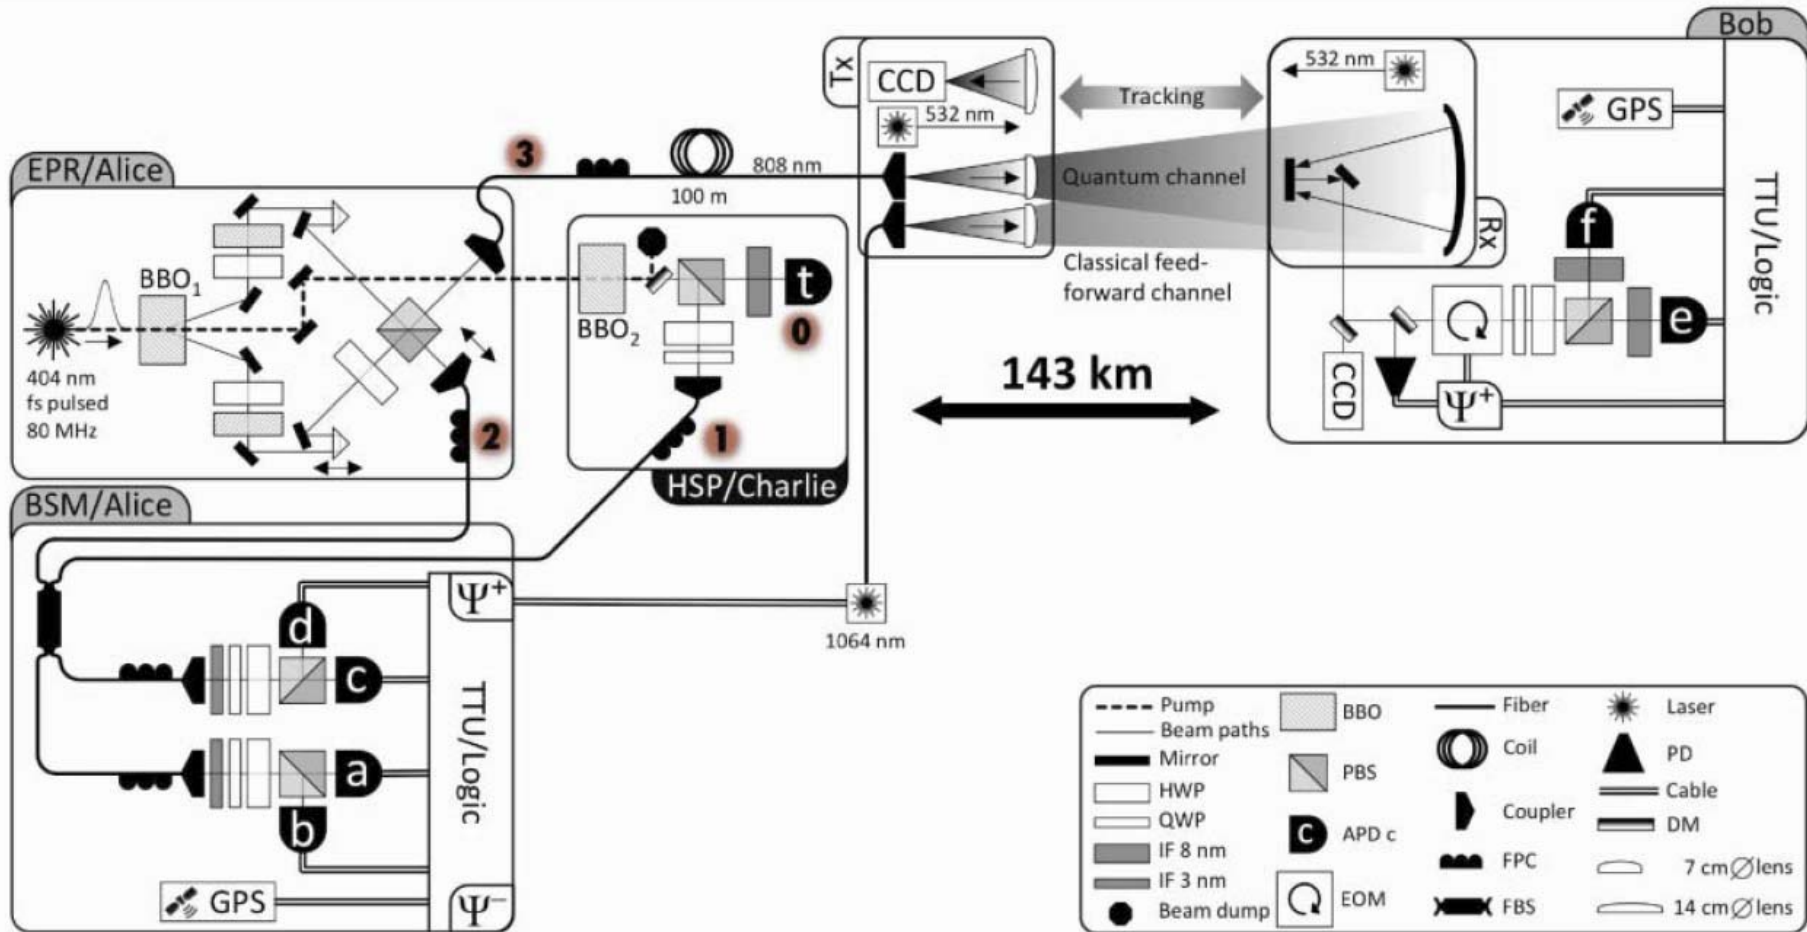 Bob
Tx
CCD
532 nm
Tracking
532 nm
GPS
3
808 nm
100 m
Quantum channel
Rx
TTU/Logic
EPR/Alice
BBO1
404 nm
fs pulsed
80 MHz
2
BBO2
t
0
1
HSP/Charlie
Classical feed-
forward channel
143 km
f
e
CCD
Ψ+
BSM/Alice
Ψ+
d
c
a
b
TTU/Logic
GPS
Ψ−
1064 nm
Pump
Beam paths
Mirror
HWP
QWP
IF 8 nm
IF 3 nm
Beam dump
BBO
PBS
c
APD c
EOM
Fiber
Coil
Coupler
FPC
FBS
Laser
PD
Cable
DM
7 cm∅lens
14 cm∅lens